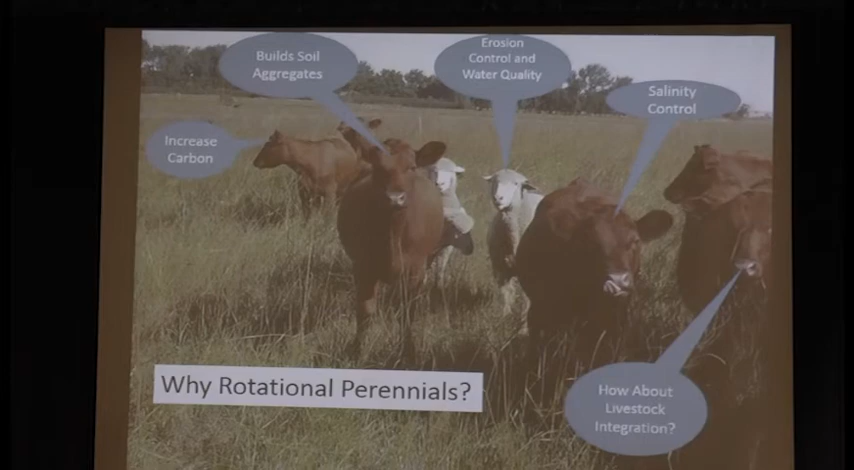 Builds Soil
Aggregates
Erosion
Control and
Water Quality
Salinity
Control
Increase
Carbon
Why Rotational Perennials?
How About
Livestock
Integration?